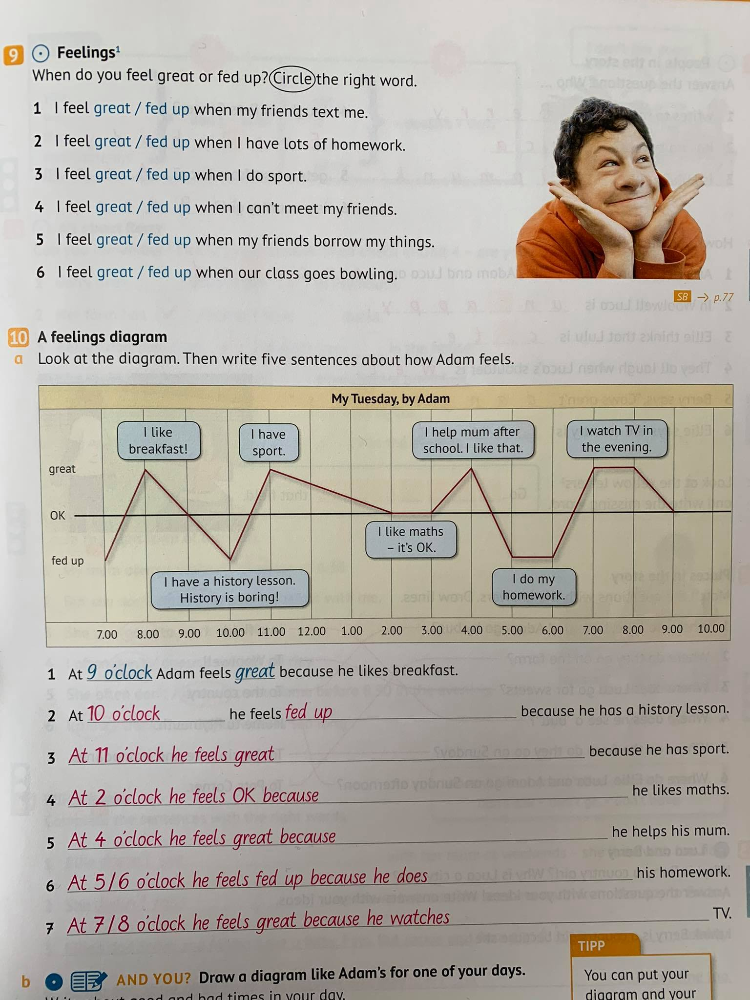 9 Feelings¹
When do you feel great or fed up? Circle the right word.
1 I feel great / fed up when my friends text me.
2 I feel great / fed up when I have lots of homework.
3 I feel great / fed up when I do sport.
4 I feel great / fed up when I can't meet my friends.
5 I feel great / fed up when my friends borrow my things.
6 I feel great / fed up when our class goes bowling.
SB → p.77
10 A feelings diagram
a Look at the diagram. Then write five sentences about how Adam feels.
My Tuesday, by Adam
I like
breakfast!
I have
sport.
I help mum after
school. I like that.
I watch TV in
the evening.
great
OK
I like maths
– it's OK.
fed up
I have a history lesson.
History is boring!
I do my
homework.
7.00 8.00 9.00 10.00 11.00 12.00 1.00 2.00 3.00 4.00 5.00 6.00 7.00 8.00 9.00 10.00
1 At 9 o'clock Adam feels great because he likes breakfast.
2 At 10 o'clock he feels fed up because he has a history lesson.
3 At 11 o'clock he feels great because he has sport.
4 At 2 o'clock he feels OK because he likes maths.
5 At 4 o'clock he feels great because he helps his mum.
6 At 5/6 o'clock he feels fed up because he does his homework.
7 At 7/8 o'clock he feels great because he watches TV.
b AND YOU? Draw a diagram like Adam's for one of your days.
times in your day.
TIPP
You can put your
diagram and your